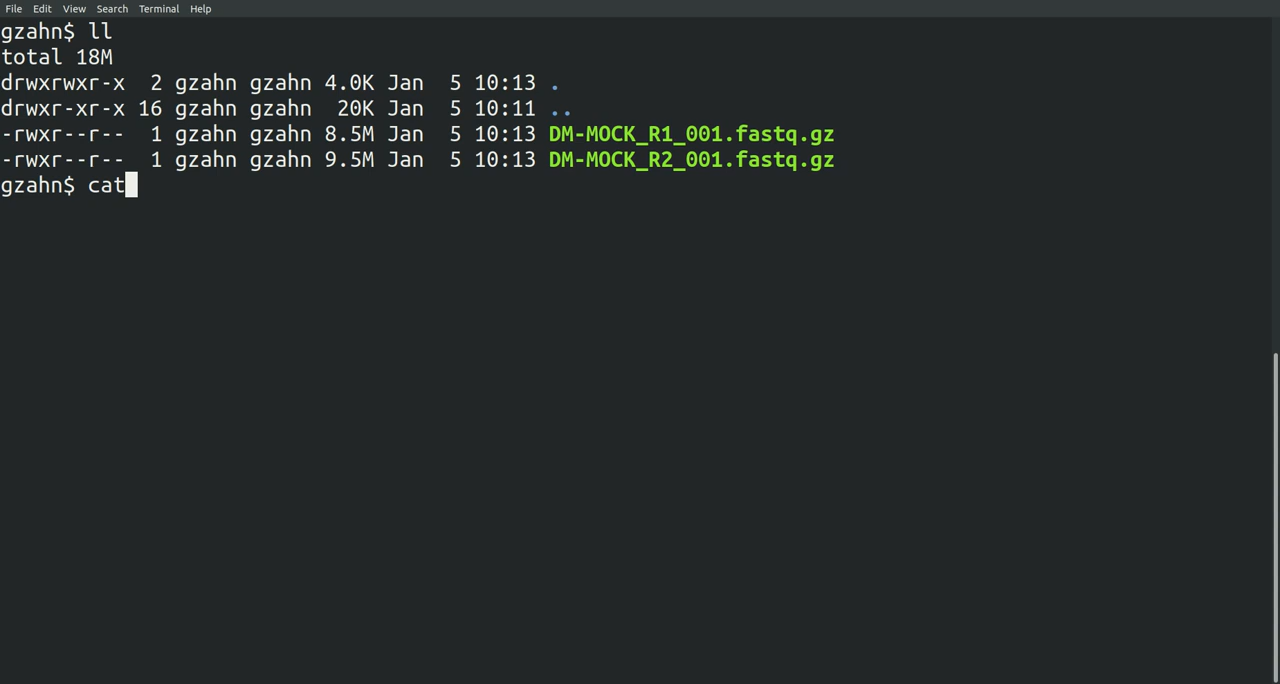 File Edit View Search Terminal Help
gzahn$ ll
total 18M
drwxrwxr-x  2 gzahn gzahn 4.0K Jan  5 10:13 .
drwxr-xr-x 16 gzahn gzahn  20K Jan  5 10:11 ..
-rwxr--r--  1 gzahn gzahn 8.5M Jan  5 10:13 DM-MOCK_R1_001.fastq.gz
-rwxr--r--  1 gzahn gzahn 9.5M Jan  5 10:13 DM-MOCK_R2_001.fastq.gz
gzahn$ cat